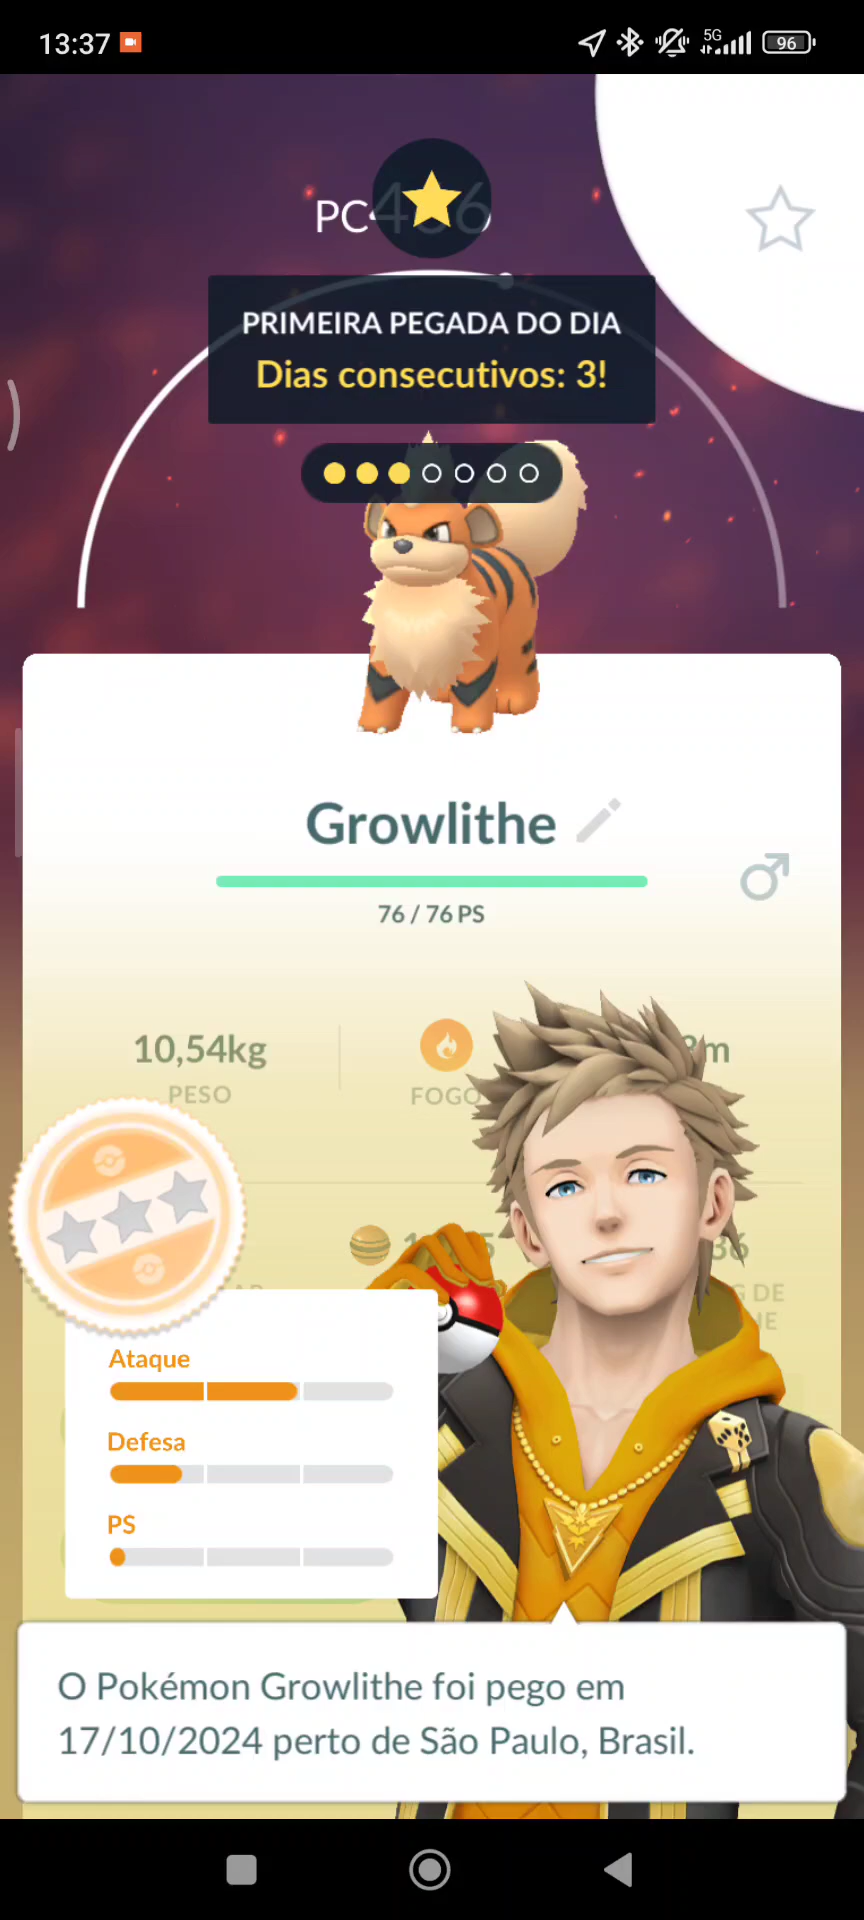 13:37
5G
96
PC
PRIMEIRA PEGADA DO DIA
Dias consecutivos: 3!
Growlithe
76 / 76 PS
10,54kg
PESO
FOGO
Ataque
Defesa
PS
O Pokémon Growlithe foi pego em
17/10/2024 perto de São Paulo, Brasil.